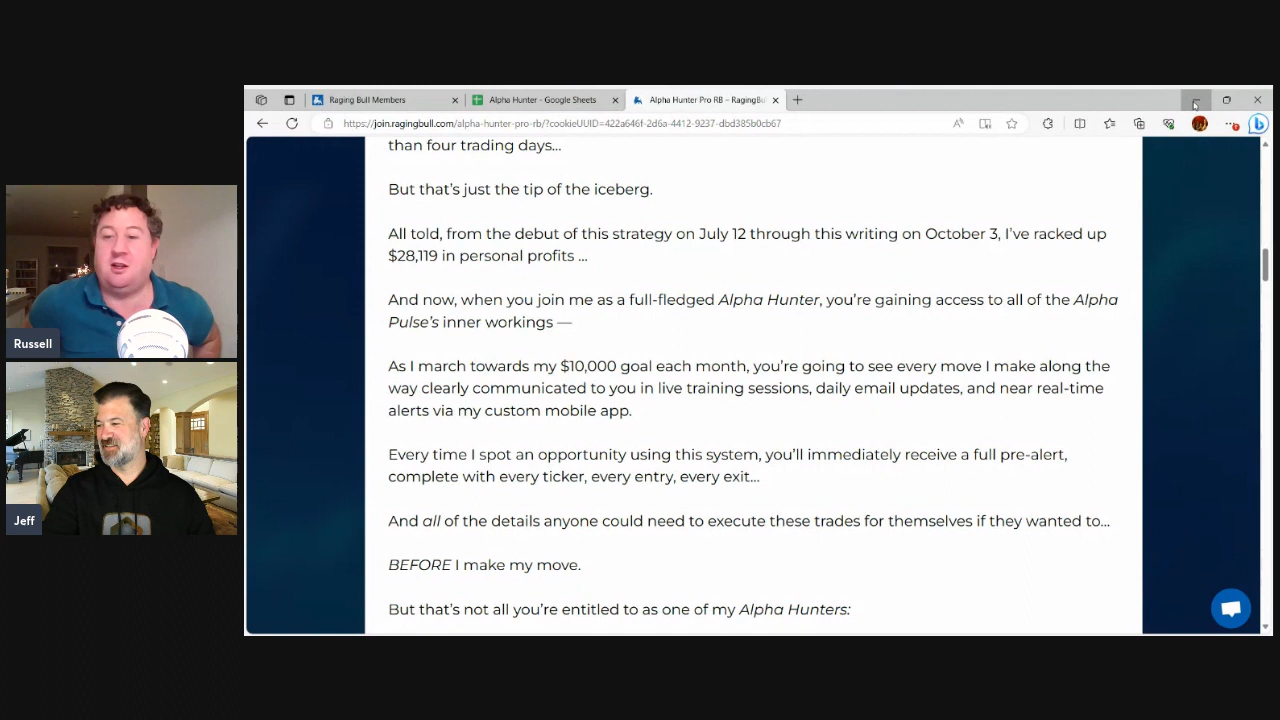 Raging Bull Members
Alpha Hunter - Google Sheets
Alpha Hunter Pro RB – RagingBu
https://join.ragingbull.com/alpha-hunter-pro-rb/?cookieUUID=422a646f-2d6a-4412-9237-dbd385b0cb67
than four trading days...
But that's just the tip of the iceberg.
All told, from the debut of this strategy on July 12 through this writing on October 3, I've racked up
$28,119 in personal profits ...
And now, when you join me as a full-fledged Alpha Hunter, you're gaining access to all of the Alpha
Pulse's inner workings —
As I march towards my $10,000 goal each month, you're going to see every move I make along the
way clearly communicated to you in live training sessions, daily email updates, and near real-time
alerts via my custom mobile app.
Every time I spot an opportunity using this system, you'll immediately receive a full pre-alert,
complete with every ticker, every entry, every exit...
And all of the details anyone could need to execute these trades for themselves if they wanted to...
BEFORE I make my move.
But that's not all you're entitled to as one of my Alpha Hunters:
Russell
Jeff